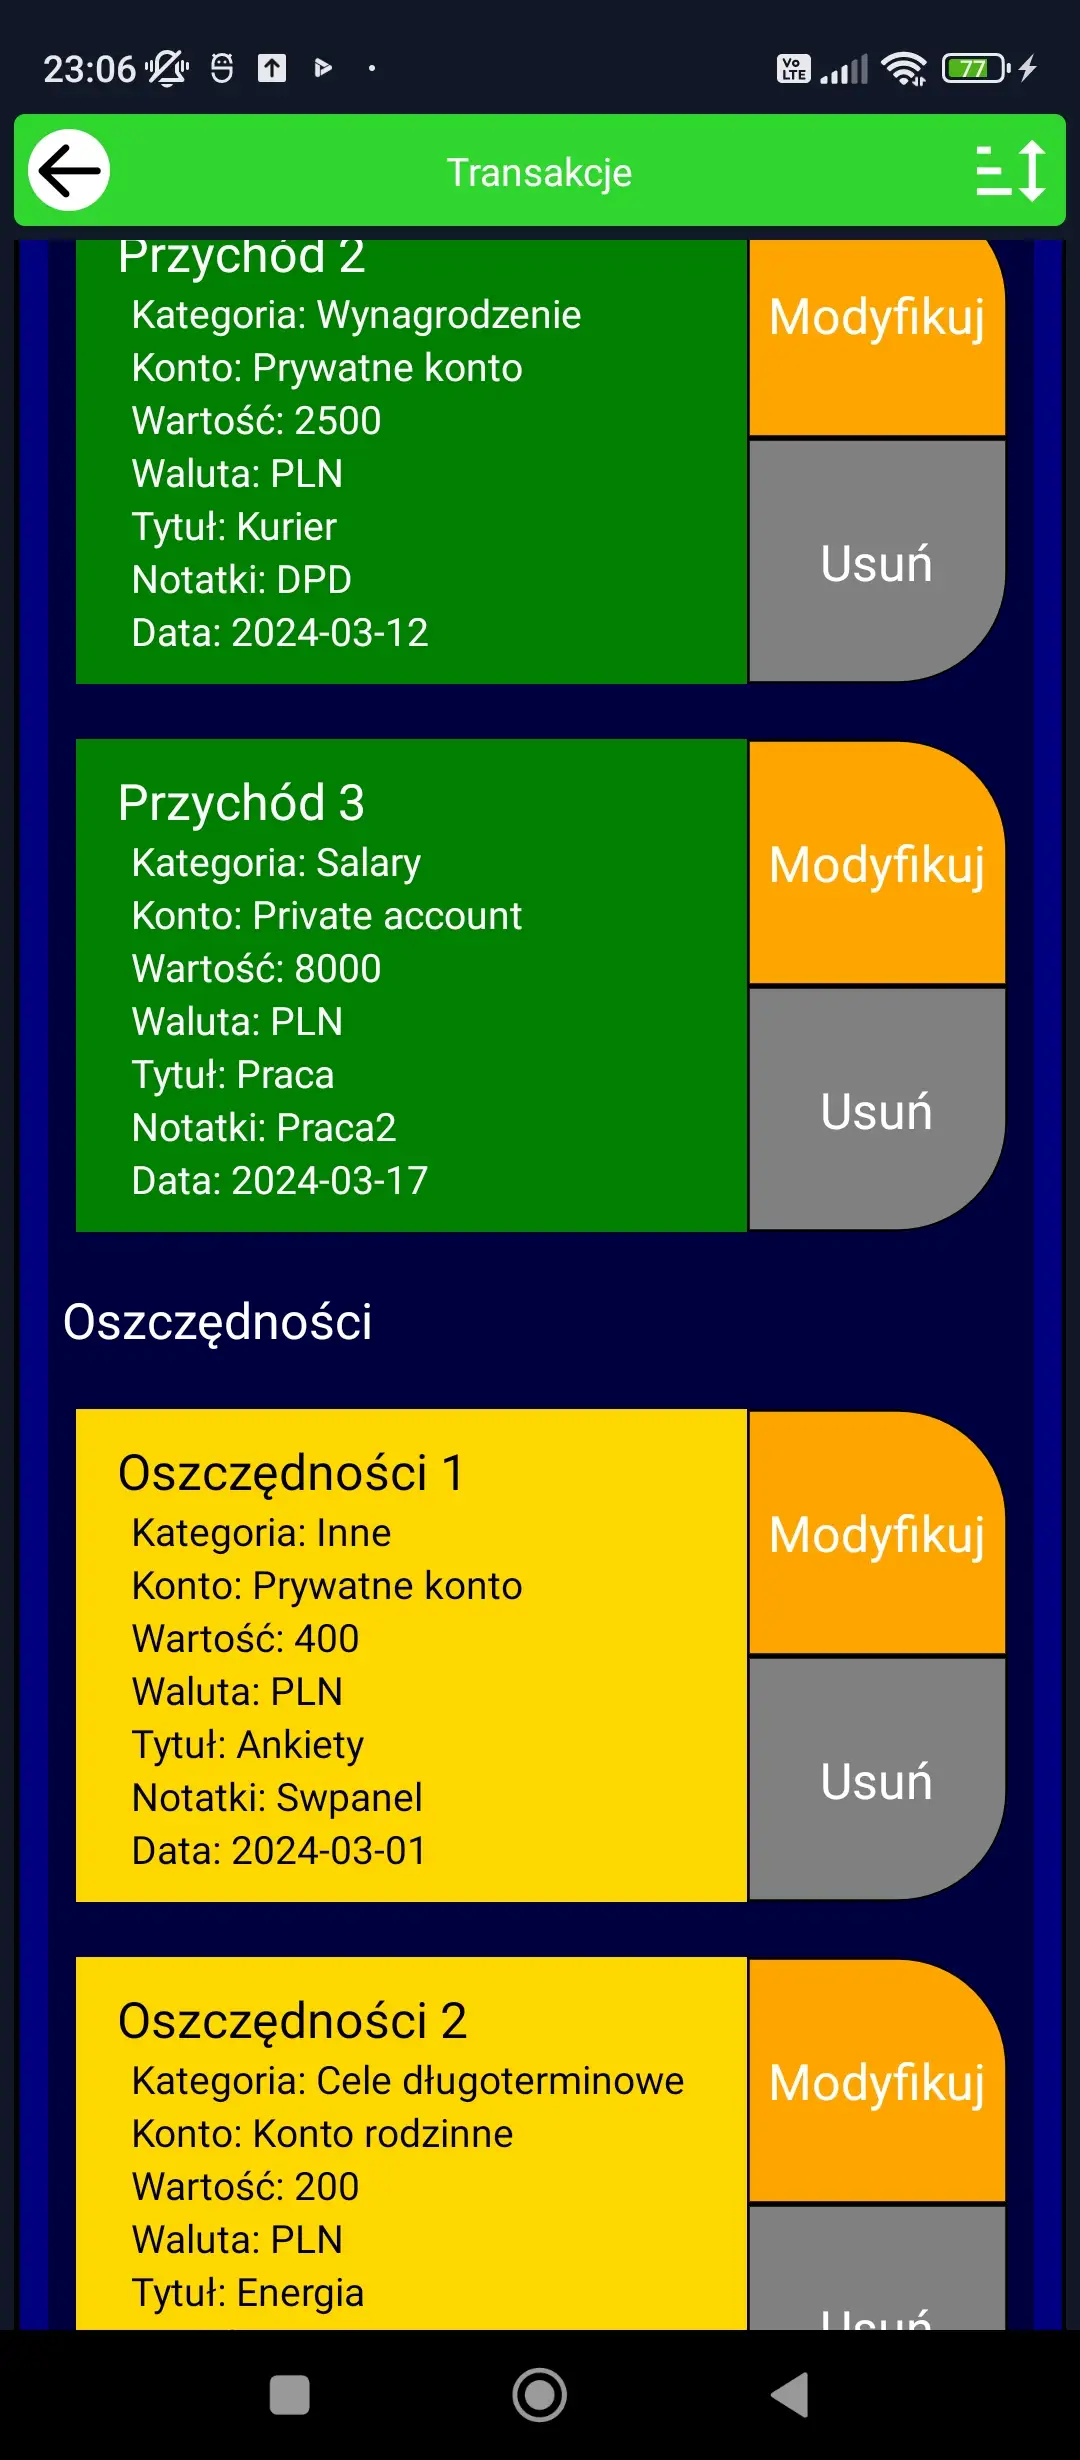 23:06
Vo LTE
77
Transakcje
Przychód 2
Kategoria: Wynagrodzenie
Konto: Prywatne konto
Wartość: 2500
Waluta: PLN
Tytuł: Kurier
Notatki: DPD
Data: 2024-03-12
Modyfikuj
Usuń
Przychód 3
Kategoria: Salary
Konto: Private account
Wartość: 8000
Waluta: PLN
Tytuł: Praca
Notatki: Praca2
Data: 2024-03-17
Modyfikuj
Usuń
Oszczędności
Oszczędności 1
Kategoria: Inne
Konto: Prywatne konto
Wartość: 400
Waluta: PLN
Tytuł: Ankiety
Notatki: Swpanel
Data: 2024-03-01
Modyfikuj
Usuń
Oszczędności 2
Kategoria: Cele długoterminowe
Konto: Konto rodzinne
Wartość: 200
Waluta: PLN
Tytuł: Energia
Modyfikuj
Usuń